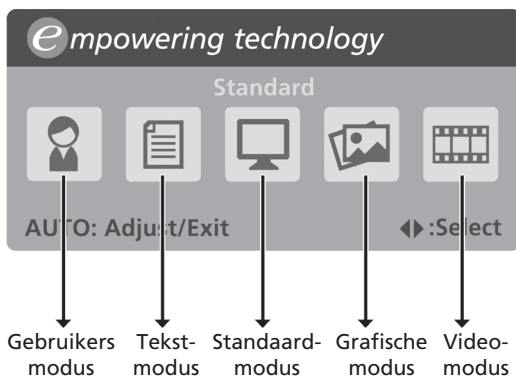 empowering technology
Standard
AUTO: Adjust/Exit :Select
Gebruikers Tekst- Standaard- Grafische Video-
modus modus modus modus modus